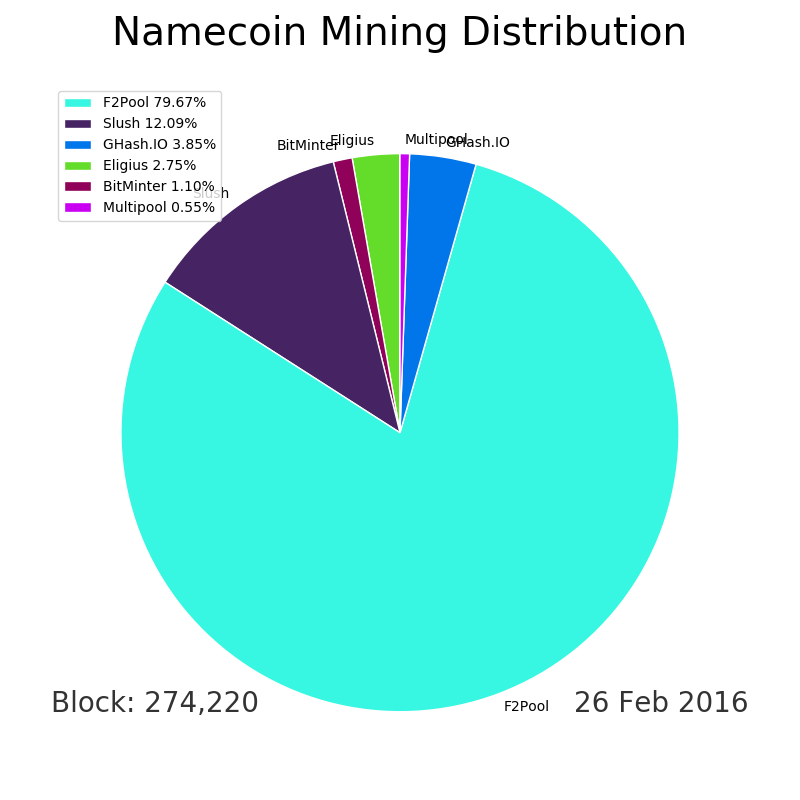 Namecoin Mining Distribution
F2Pool 79.67%
Slush 12.09%
GHash.IO 3.85%
Eligius 2.75%
BitMinter 1.10%
Multipool 0.55%
Slush
BitMinter
Eligius
Multipool
GHash.IO
F2Pool
Block: 274,220
26 Feb 2016